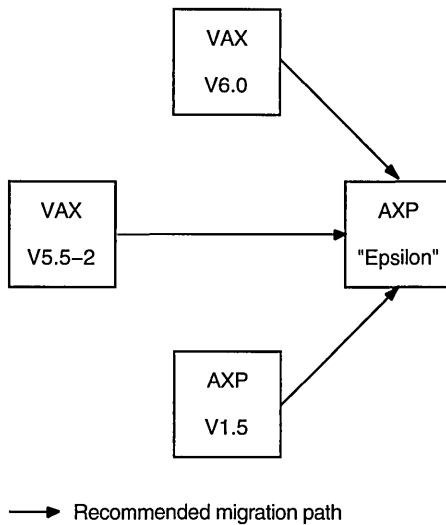 VAX
V6.0
VAX
V5.5–2
AXP
"Epsilon"
AXP
V1.5
Recommended migration path